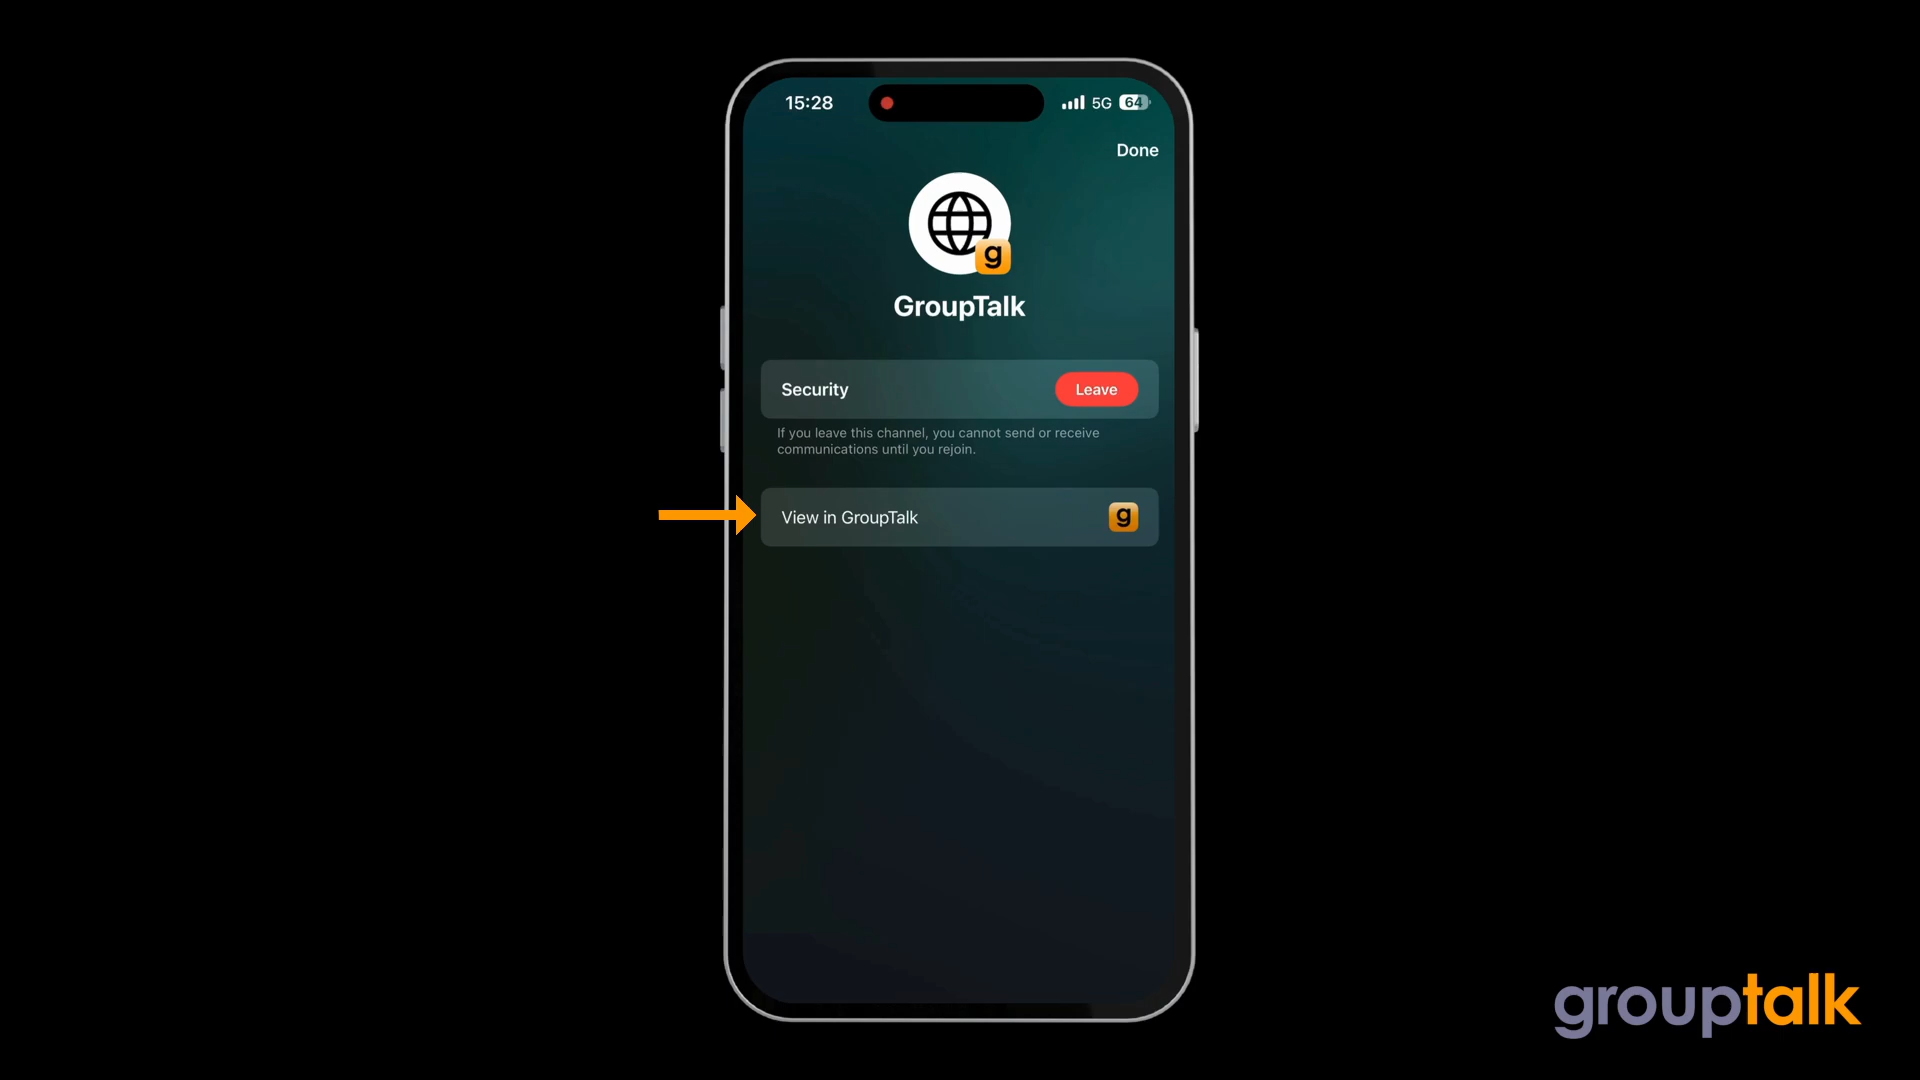 15:28
5G 64
Done
g
GroupTalk
Security
Leave
If you leave this channel, you cannot send or receive
communications until you rejoin.
View in GroupTalk
g
grouptalk